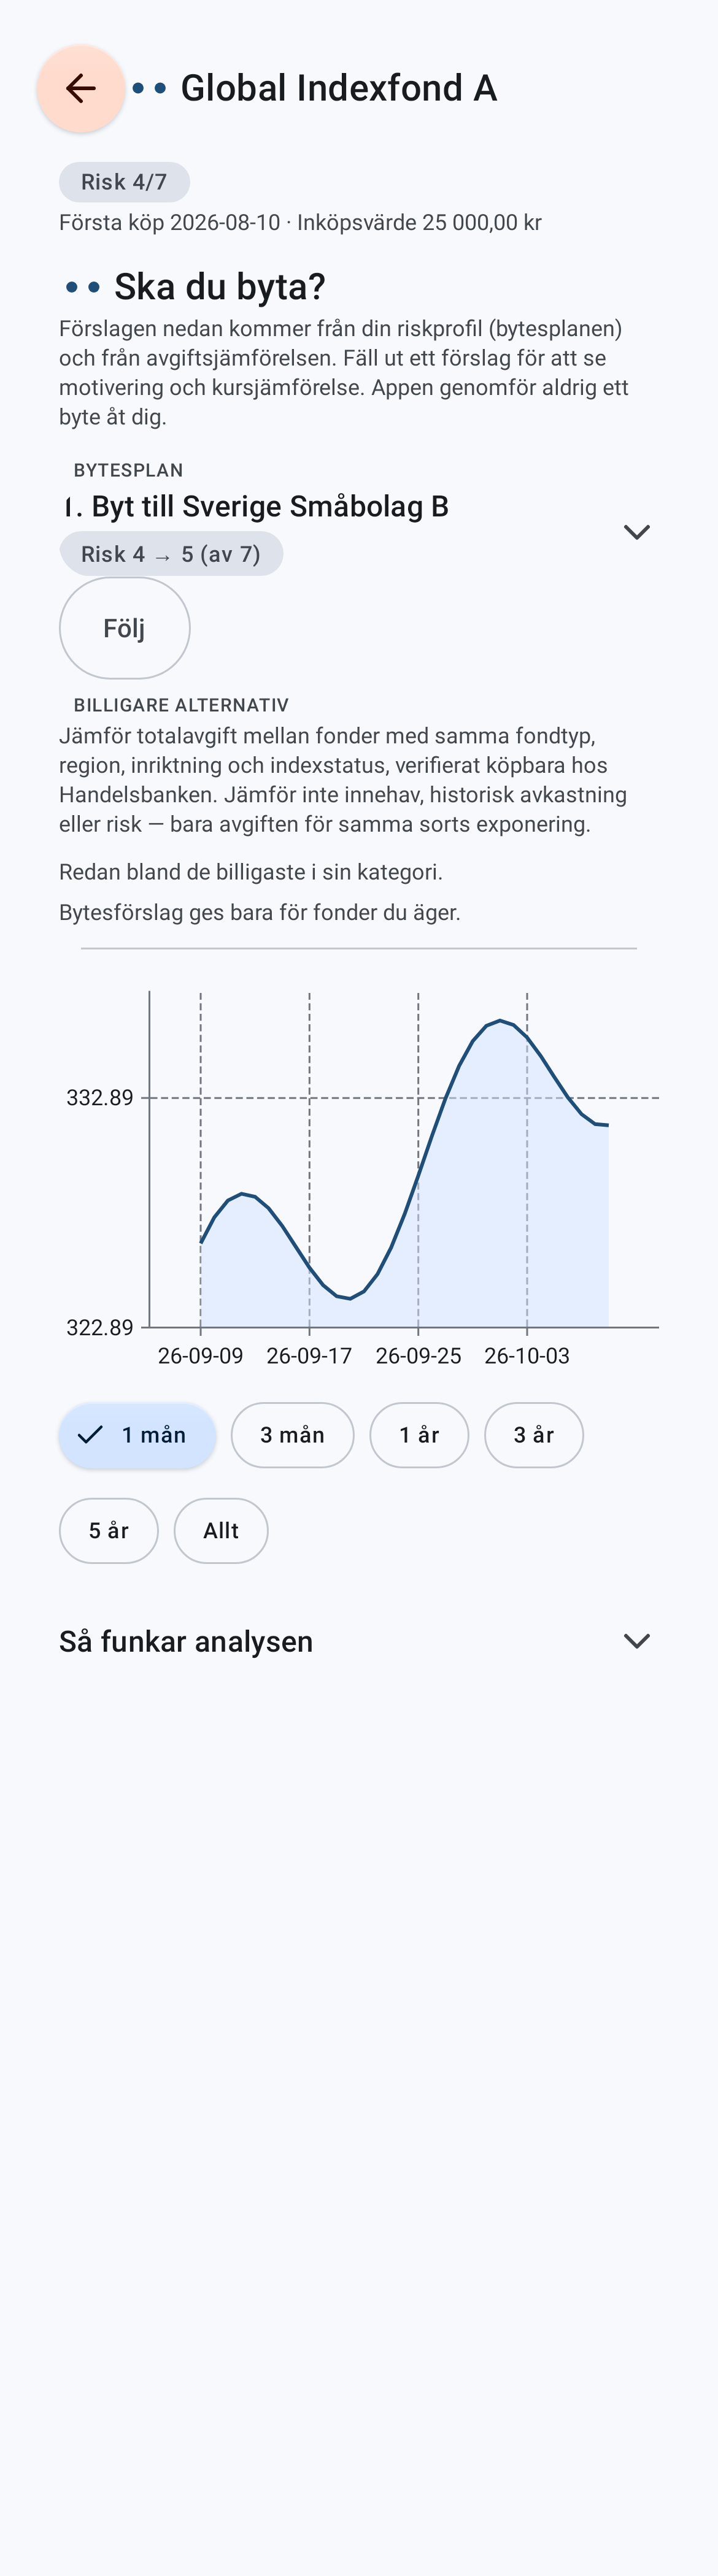 Global Indexfond A
Risk 4/7
Första köp 2026-08-10 · Inköpsvärde 25 000,00 kr
Ska du byta?
Förslagen nedan kommer från din riskprofil (bytesplanen)
och från avgiftsjämförelsen. Fäll ut ett förslag för att se
motivering och kursjämförelse. Appen genomför aldrig ett
byte åt dig.
BYTESPLAN
1. Byt till Sverige Småbolag B
Risk 4 → 5 (av 7)
Följ
BILLIGARE ALTERNATIV
Jämför totalavgift mellan fonder med samma fondtyp,
region, inriktning och indexstatus, verifierat köpbara hos
Handelsbanken. Jämför inte innehav, historisk avkastning
eller risk — bara avgiften för samma sorts exponering.
Redan bland de billigaste i sin kategori.
Bytesförslag ges bara för fonder du äger.
332.89
322.89
26-09-09 26-09-17 26-09-25 26-10-03
1 mån 3 mån 1 år 3 år
5 år Allt
Så funkar analysen